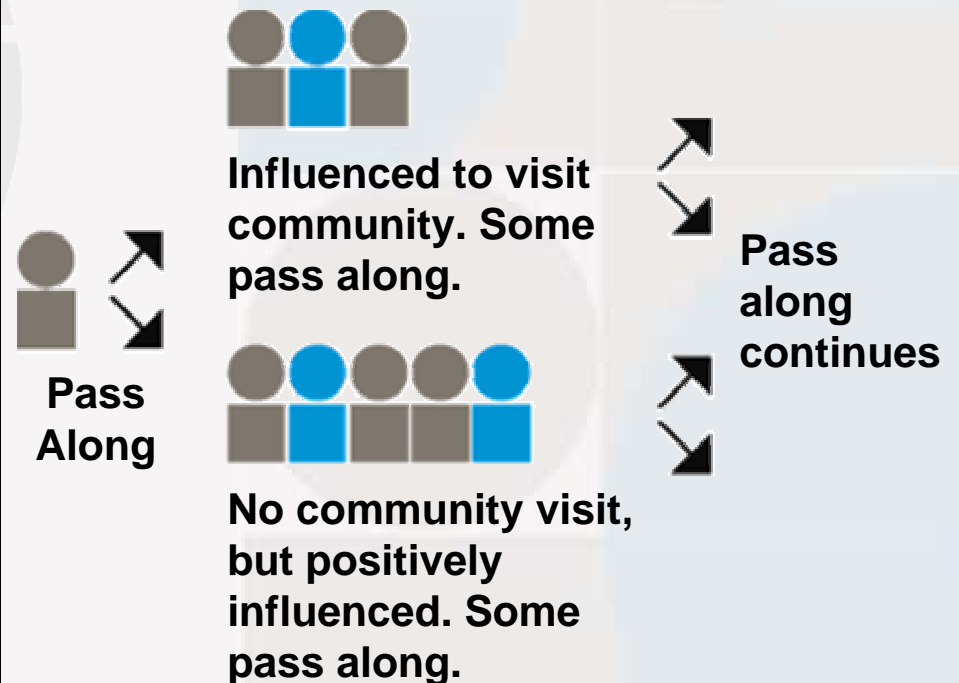 Pass
Along
Influenced to visit
community. Some
pass along.
No community visit,
but positively
influenced. Some
pass along.
Pass
along
continues